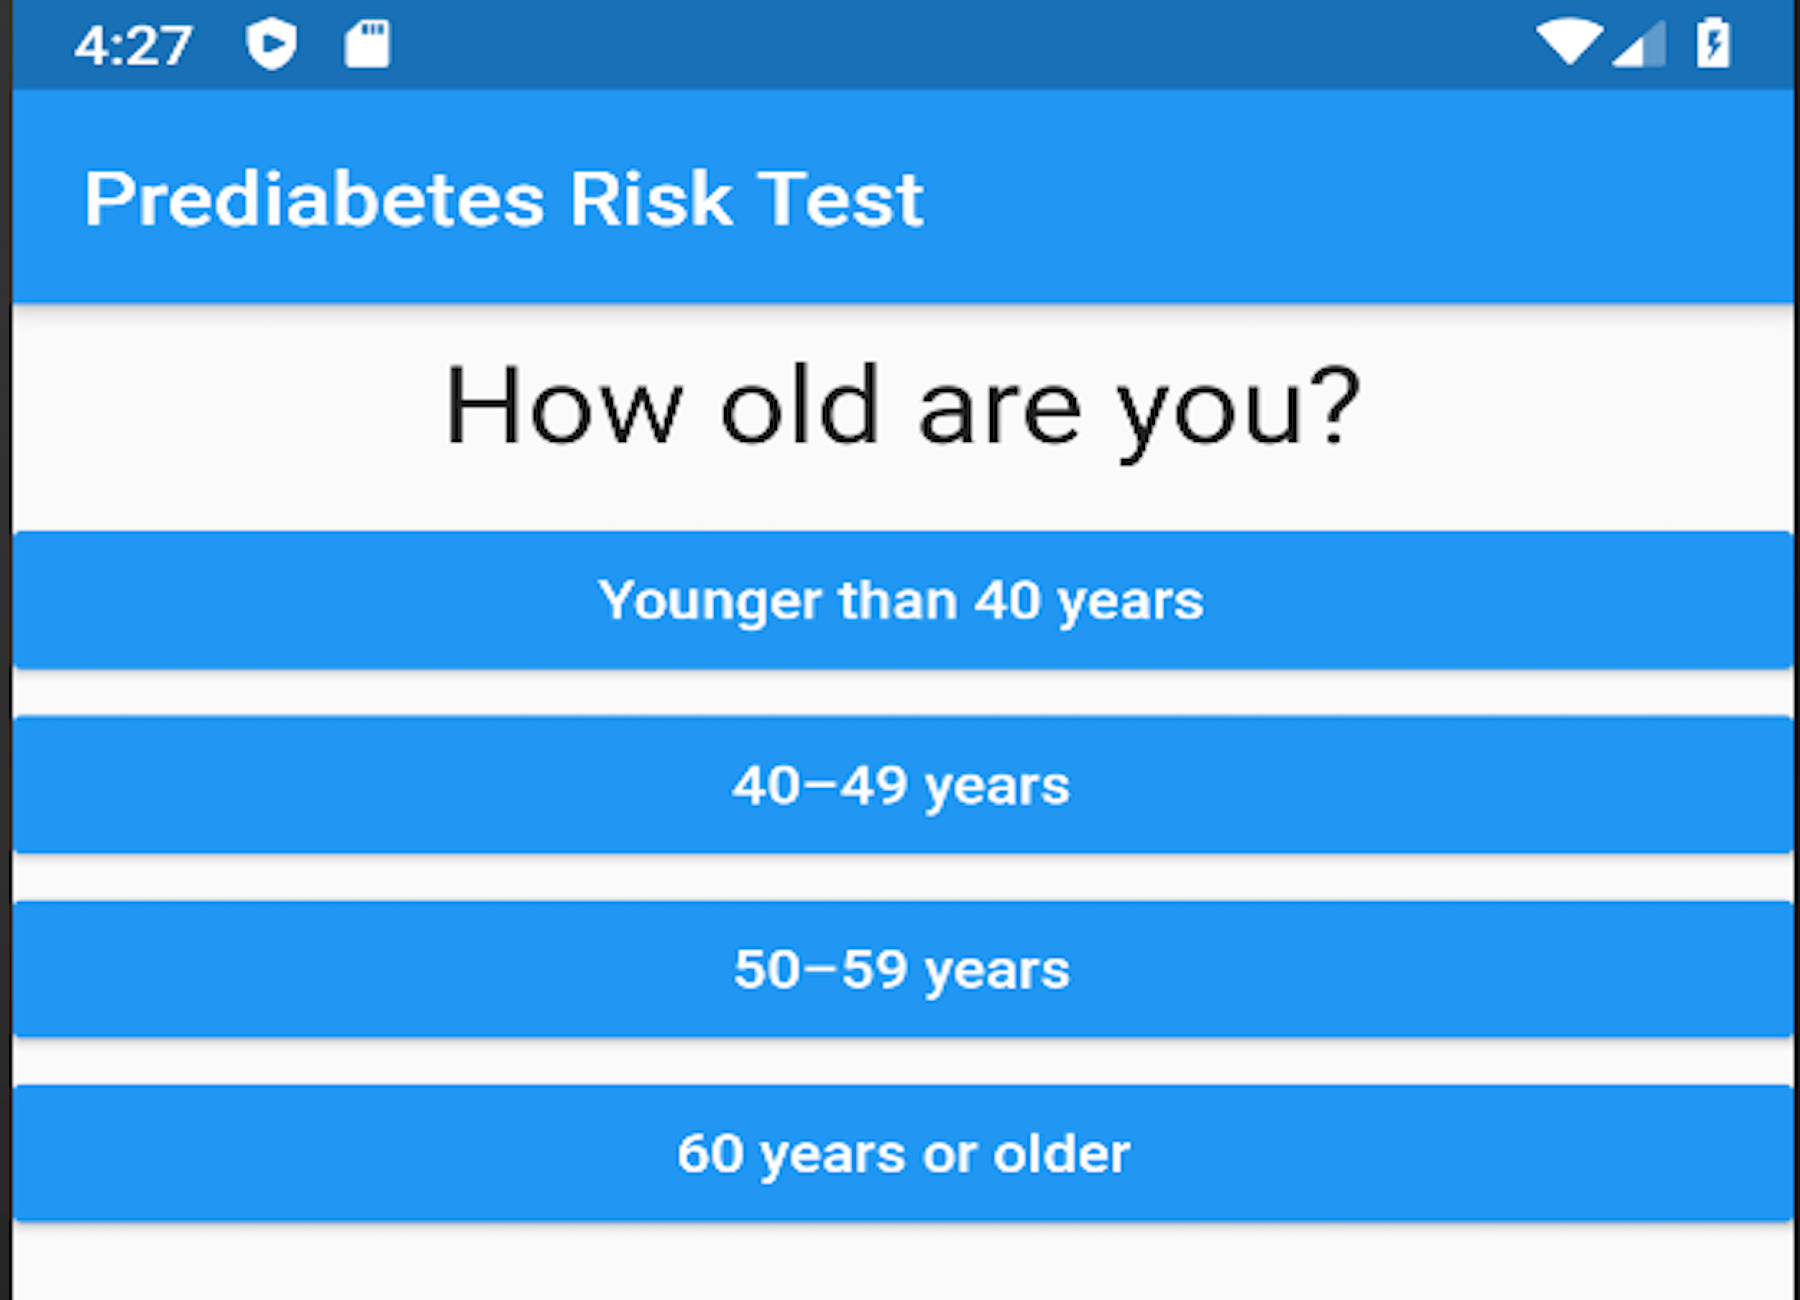 4:27
Prediabetes Risk Test
How old are you?
Younger than 40 years
40–49 years
50–59 years
60 years or older